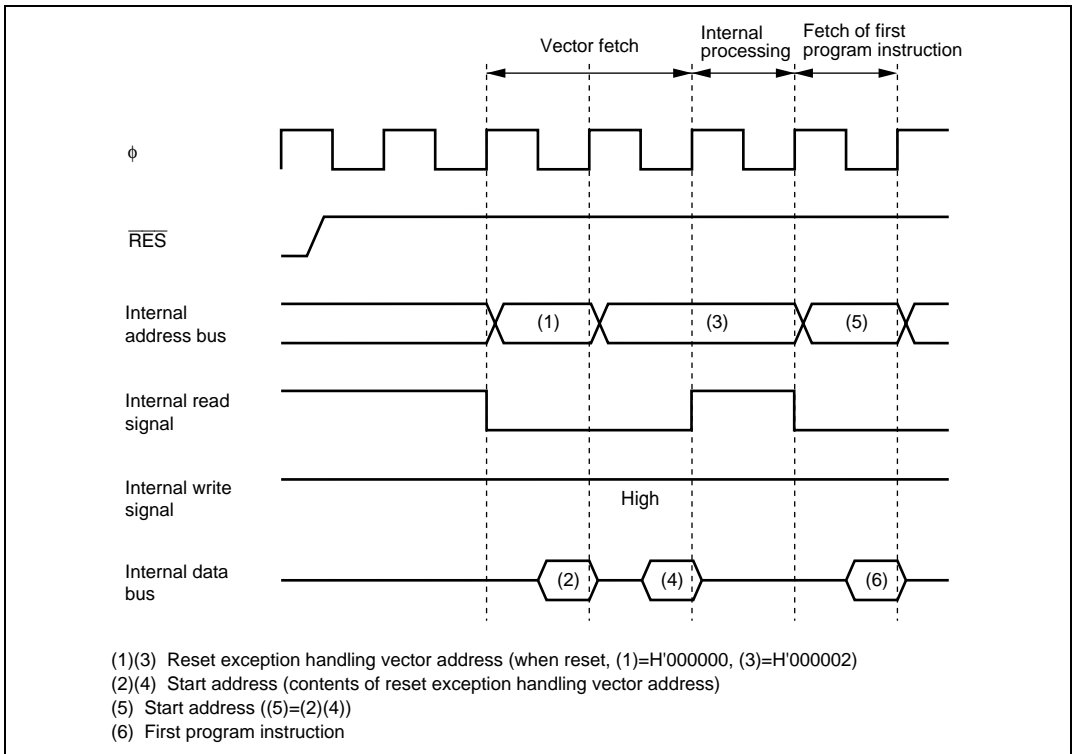 Vector fetch
Internal
processing
Fetch of first
program instruction
ϕ
R̅E̅S̅
Internal
address bus
(1)
(3)
(5)
Internal read
signal
Internal write
signal
High
Internal data
bus
(2)
(4)
(6)
(1)(3) Reset exception handling vector address (when reset, (1)=H'000000, (3)=H'000002)
(2)(4) Start address (contents of reset exception handling vector address)
(5) Start address ((5)=(2)(4))
(6) First program instruction